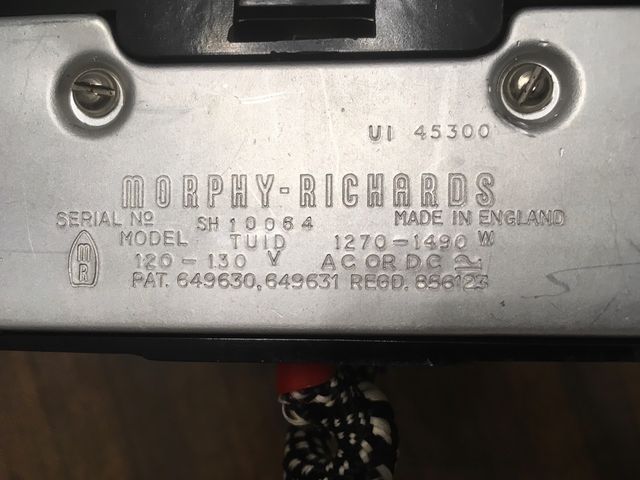 UI 45300
MORPHY-RICHARDS
SERIAL No SH 10064 MADE IN ENGLAND
MR MODEL TUID 1270-1490 W
120-130 V AC OR DC
PAT. 649630, 649631 REGD. 856123